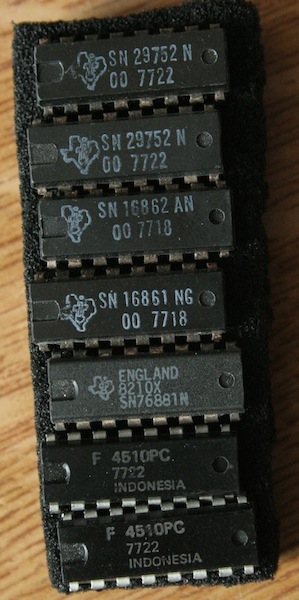 SN 29752 N
00 7722
SN 29752 N
00 7722
SN 16862 AN
00 7718
SN 16861 NG
00 7718
ENGLAND
8210X
SN76881N
F 4510PC
7722
INDONESIA
F 4510PC
7722
INDONESIA